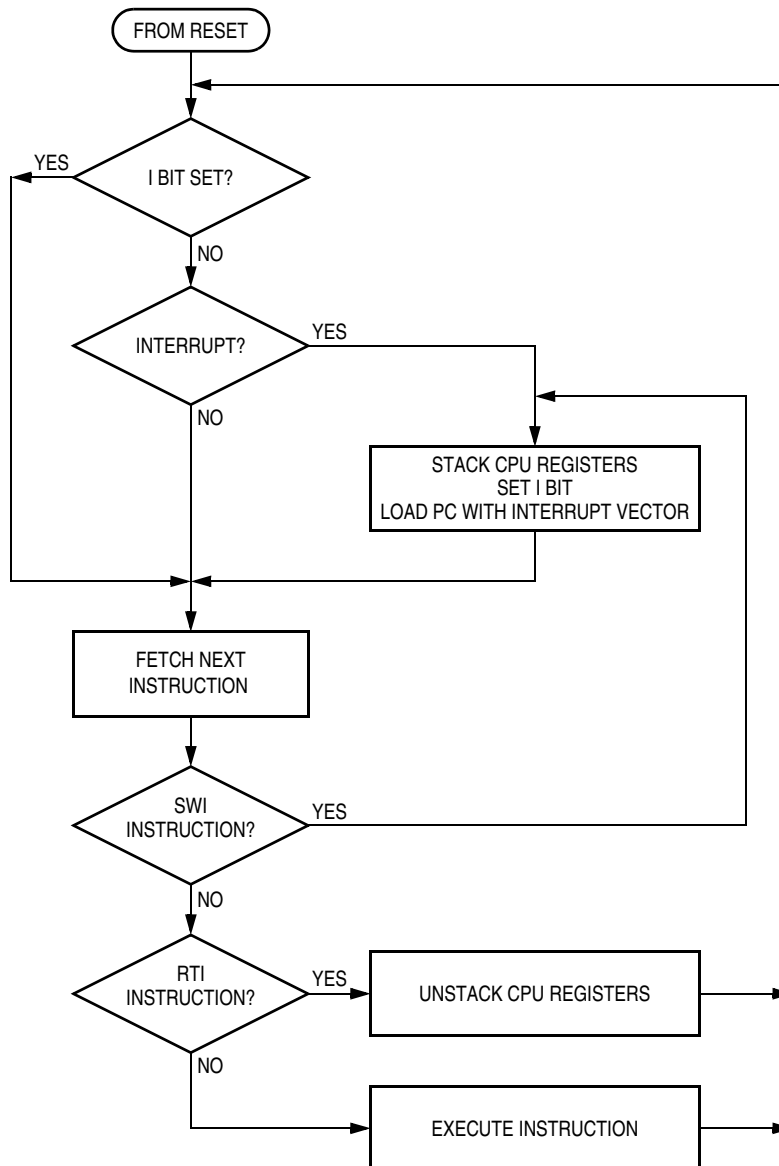 FROM RESET
YES
I BIT SET?
NO
INTERRUPT?
YES
NO
STACK CPU REGISTERS
SET I BIT
LOAD PC WITH INTERRUPT VECTOR
FETCH NEXT
INSTRUCTION
SWI
INSTRUCTION?
YES
NO
RTI
INSTRUCTION?
YES
UNSTACK CPU REGISTERS
NO
EXECUTE INSTRUCTION